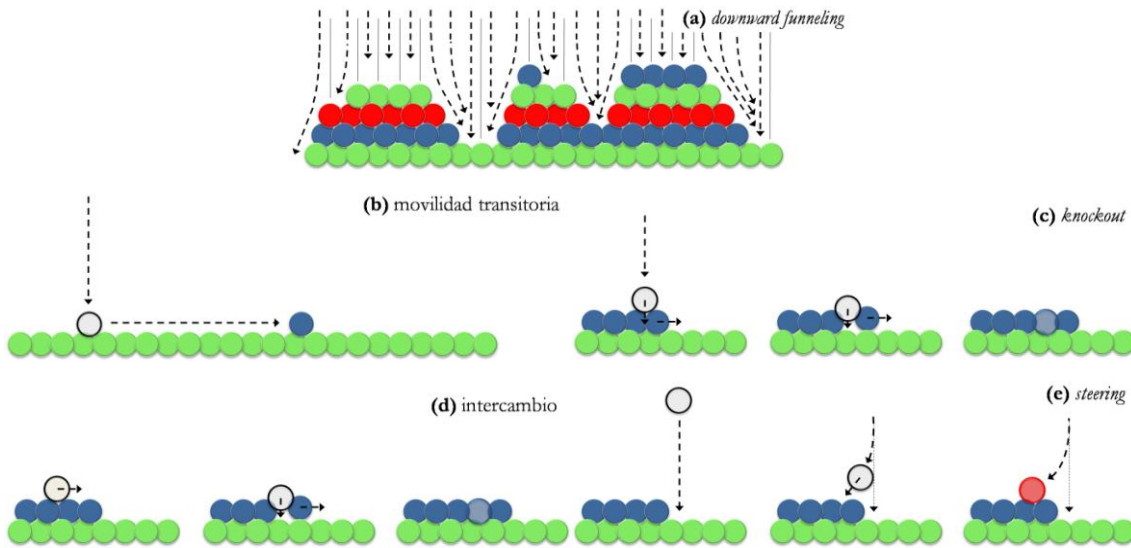 (a) downward funneling
(b) movilidad transitoria
(c) knockout
(d) intercambio
(e) steering